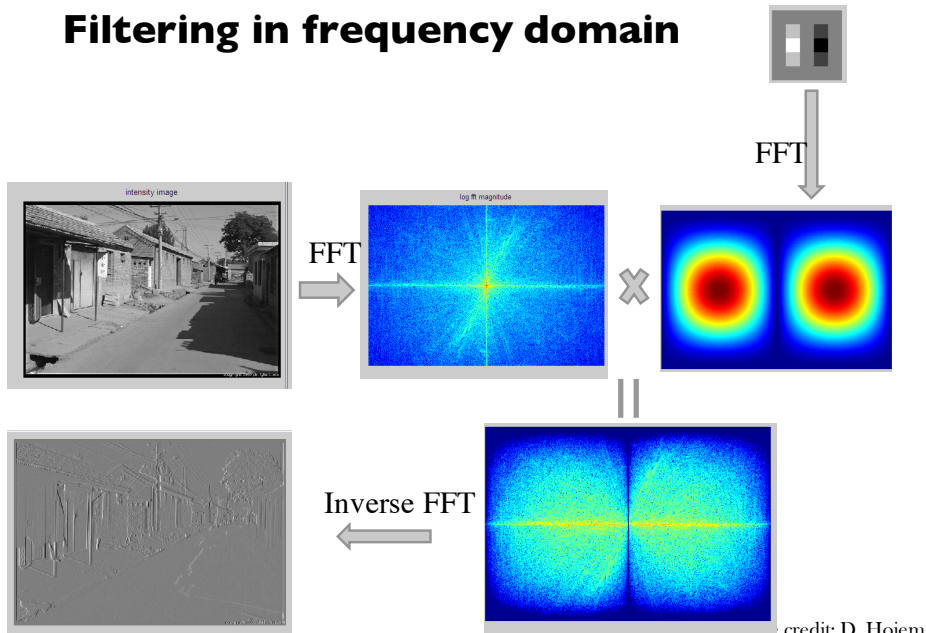 Filtering in frequency domain
FFT
intensity image
log fft magnitude
FFT
Inverse FFT
credit: D. Hoiem